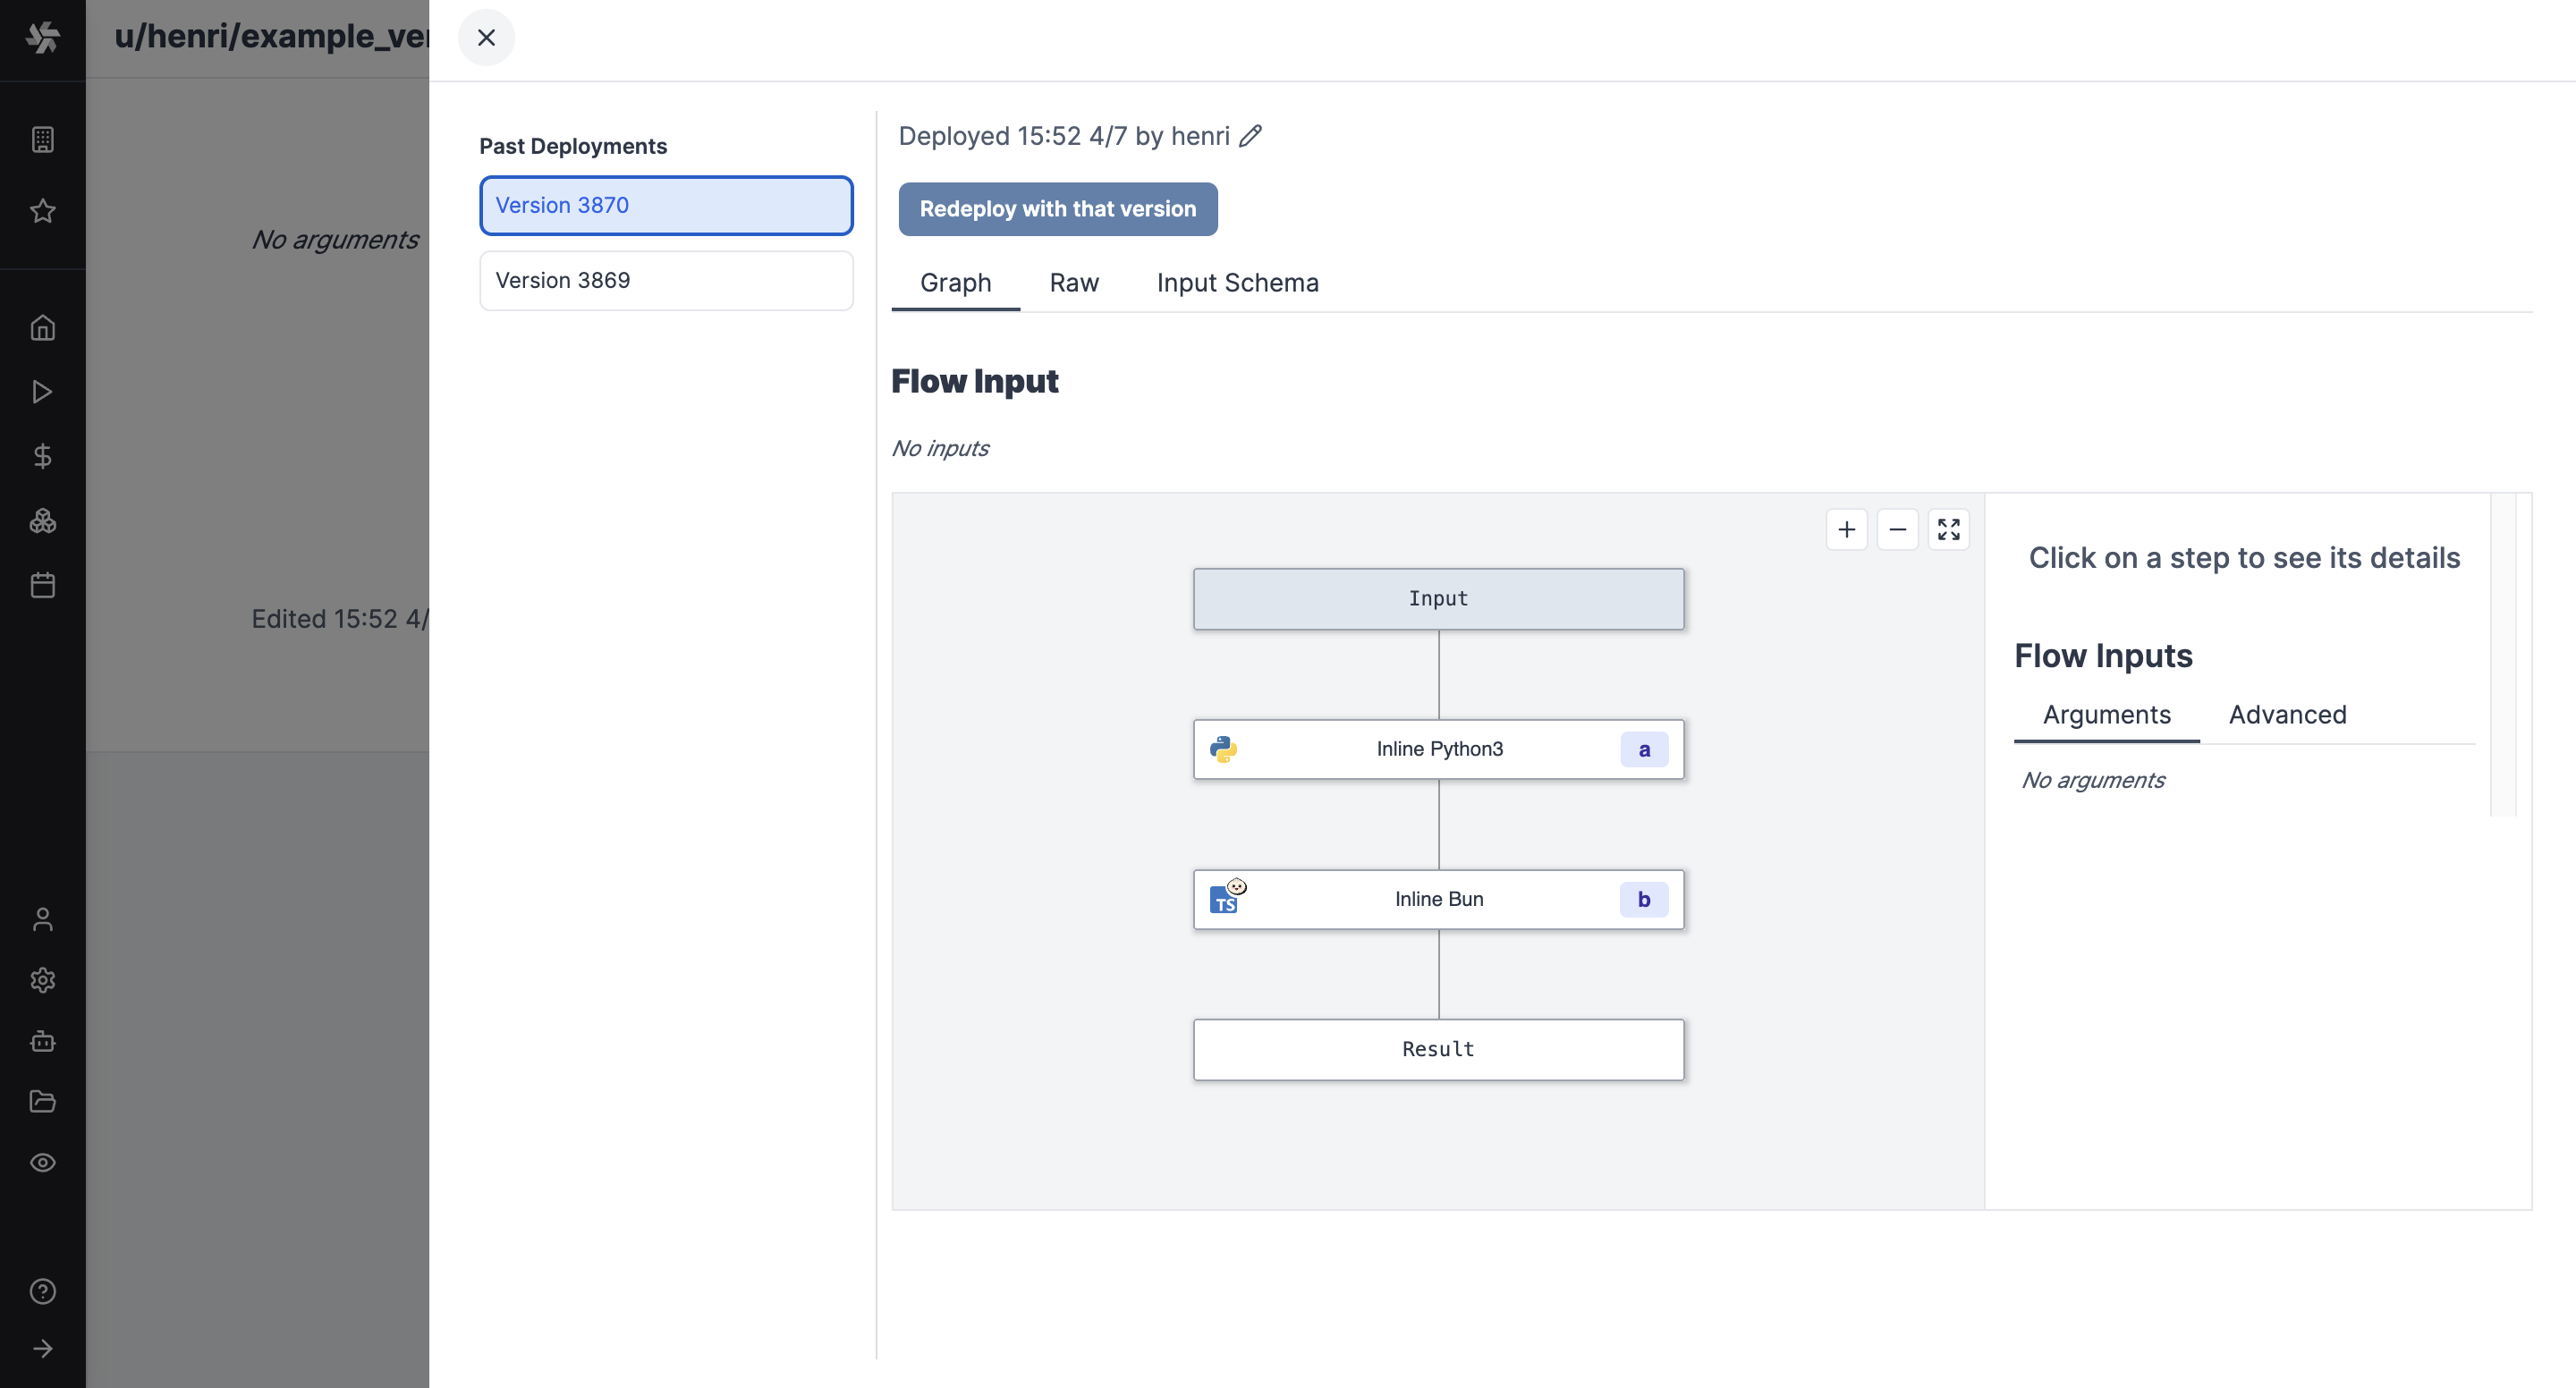 u/henri/example_ve
No arguments
Edited 15:52 4/
Past Deployments
Version 3870
Version 3869
Deployed 15:52 4/7 by henri
Redeploy with that version
Graph Raw Input Schema
Flow Input
No inputs
Input
Inline Python3 a
TS Inline Bun b
Result
Click on a step to see its details
Flow Inputs
Arguments Advanced
No arguments